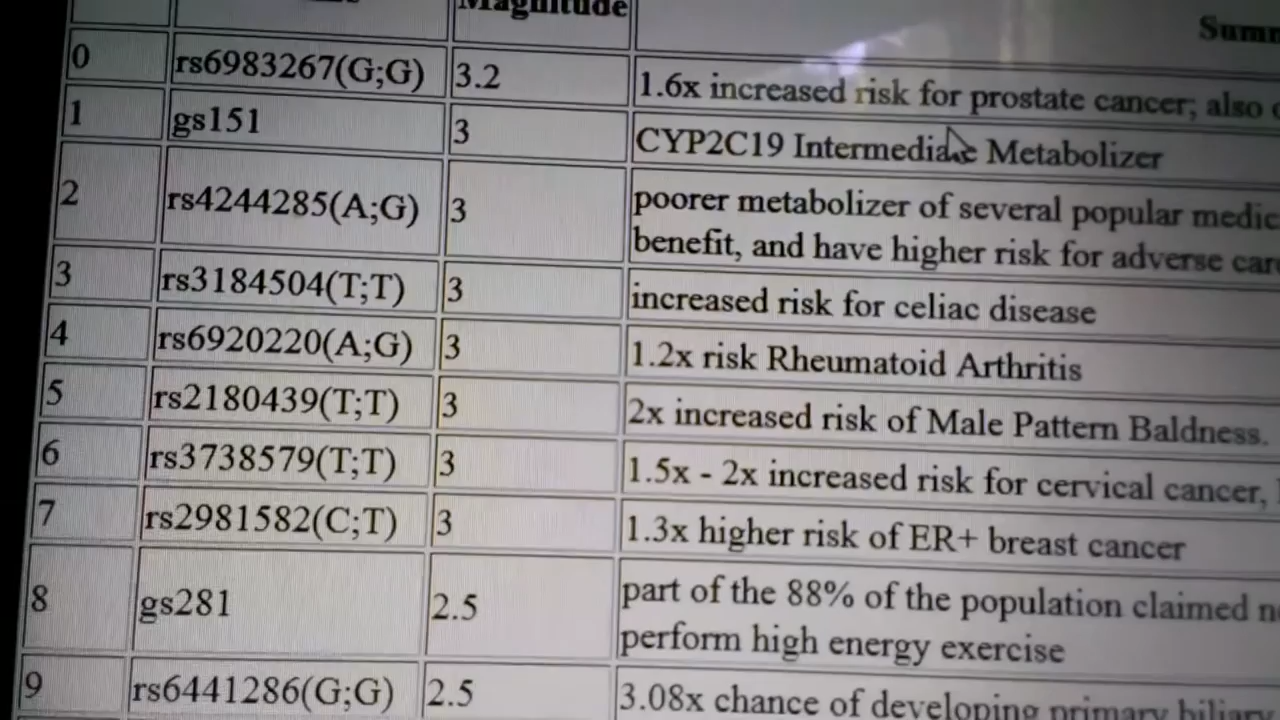 Magnitude
0 rs6983267(G;G) 3.2 1.6x increased risk for prostate cancer; also
1 gs151 3 CYP2C19 Intermediate Metabolizer
2 rs4244285(A;G) 3 poorer metabolizer of several popular
benefit, and have higher risk for adverse
3 rs3184504(T;T) 3 increased risk for celiac disease
4 rs6920220(A;G) 3 1.2x risk Rheumatoid Arthritis
5 rs2180439(T;T) 3 2x increased risk of Male Pattern Baldness.
6 rs3738579(T;T) 3 1.5x - 2x increased risk for cervical cancer,
7 rs2981582(C;T) 3 1.3x higher risk of ER+ breast cancer
8 gs281 2.5 part of the 88% of the population claimed
perform high energy exercise
9 rs6441286(G;G) 2.5 3.08x chance of developing primary biliary